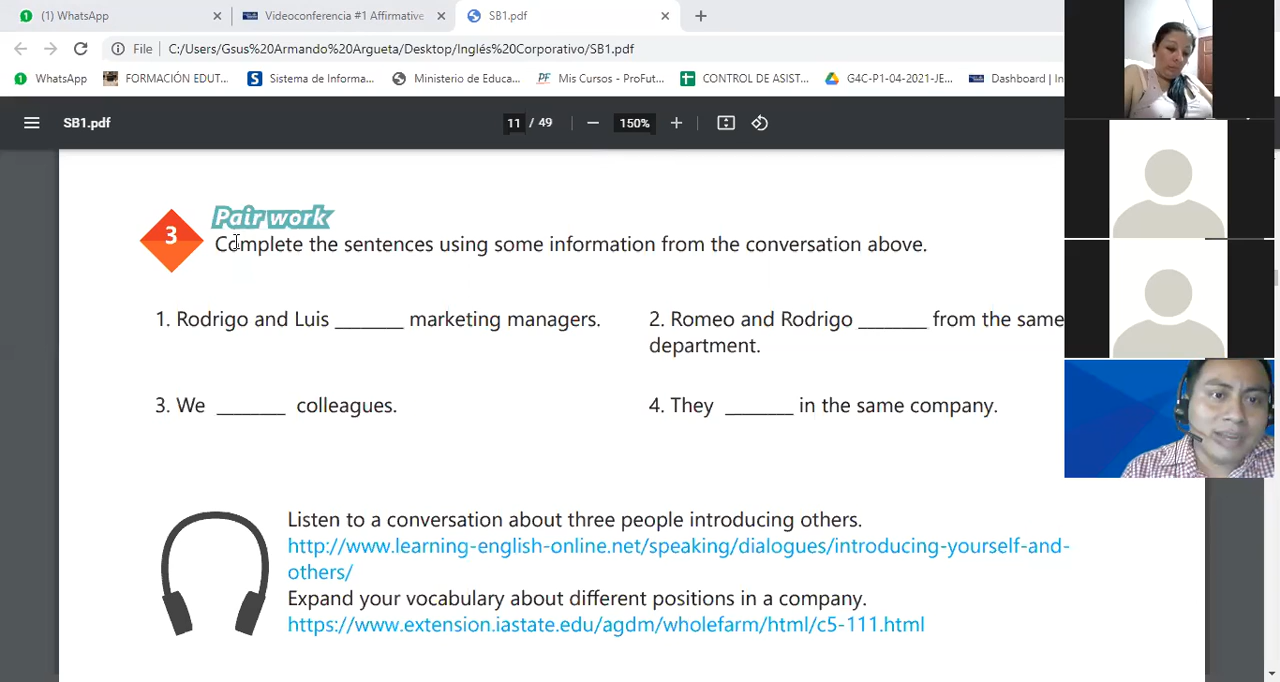 (1) WhatsApp
Videoconferencia #1 Affirmative
SB1.pdf
File
C:/Users/Gsus%20Armando%20Argueta/Desktop/Inglés%20Corporativo/SB1.pdf
WhatsApp
FORMACIÓN EDUT...
Sistema de Informa...
Ministerio de Educa...
Mis Cursos - ProFut...
CONTROL DE ASIST...
G4C-P1-04-2021-JE...
Dashboard | In
SB1.pdf
11 / 49
150%
Pair work
3
Complete the sentences using some information from the conversation above.
1. Rodrigo and Luis _______ marketing managers.
2. Romeo and Rodrigo _______ from the same
department.
3. We _______ colleagues.
4. They _______ in the same company.
Listen to a conversation about three people introducing others.
http://www.learning-english-online.net/speaking/dialogues/introducing-yourself-and-
others/
Expand your vocabulary about different positions in a company.
https://www.extension.iastate.edu/agdm/wholefarm/html/c5-111.html